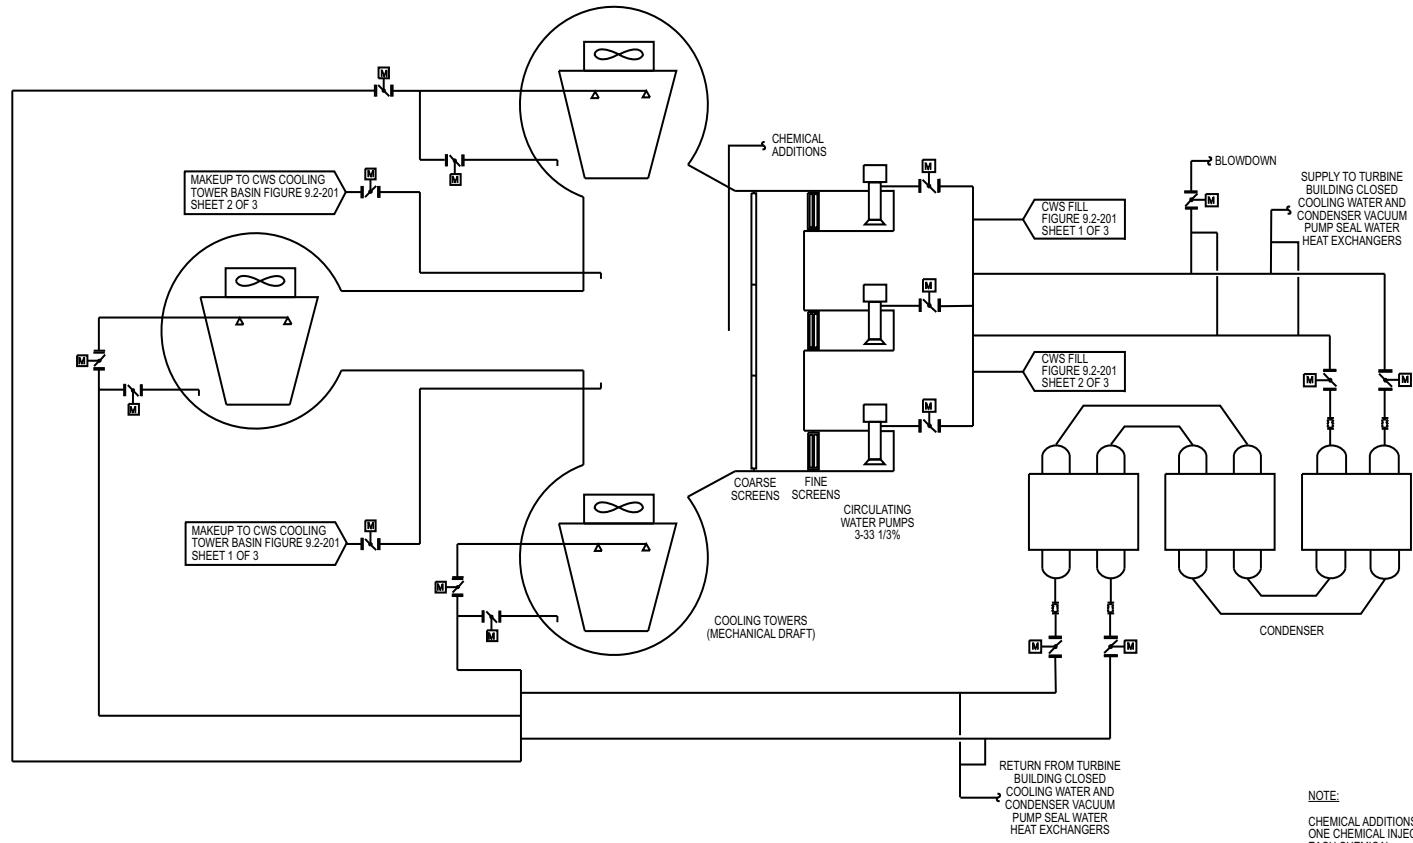 M
CHEMICAL
ADDITIONS
M
M
M
M
BLOWDOWN
MAKEUP TO CWS COOLING
TOWER BASIN FIGURE 9.2-201
SHEET 2 OF 3
SUPPLY TO TURBINE
BUILDING CLOSED
COOLING WATER AND
CONDENSER VACUUM
PUMP SEAL WATER
HEAT EXCHANGERS
M
CWS FILL
FIGURE 9.2-201
SHEET 1 OF 3
M
M
CWS FILL
FIGURE 9.2-201
SHEET 2 OF 3
M
M
M
M
COARSE
SCREENS
FINE
SCREENS
CIRCULATING
WATER PUMPS
3-33 1/3%
MAKEUP TO CWS COOLING
TOWER BASIN FIGURE 9.2-201
SHEET 1 OF 3
M
M
M
COOLING TOWERS
(MECHANICAL DRAFT)
CONDENSER
M
M
RETURN FROM TURBINE
BUILDING CLOSED
COOLING WATER AND
CONDENSER VACUUM
PUMP SEAL WATER
HEAT EXCHANGERS
NOTE:
CHEMICAL ADDITIONS
ONE CHEMICAL INJEC